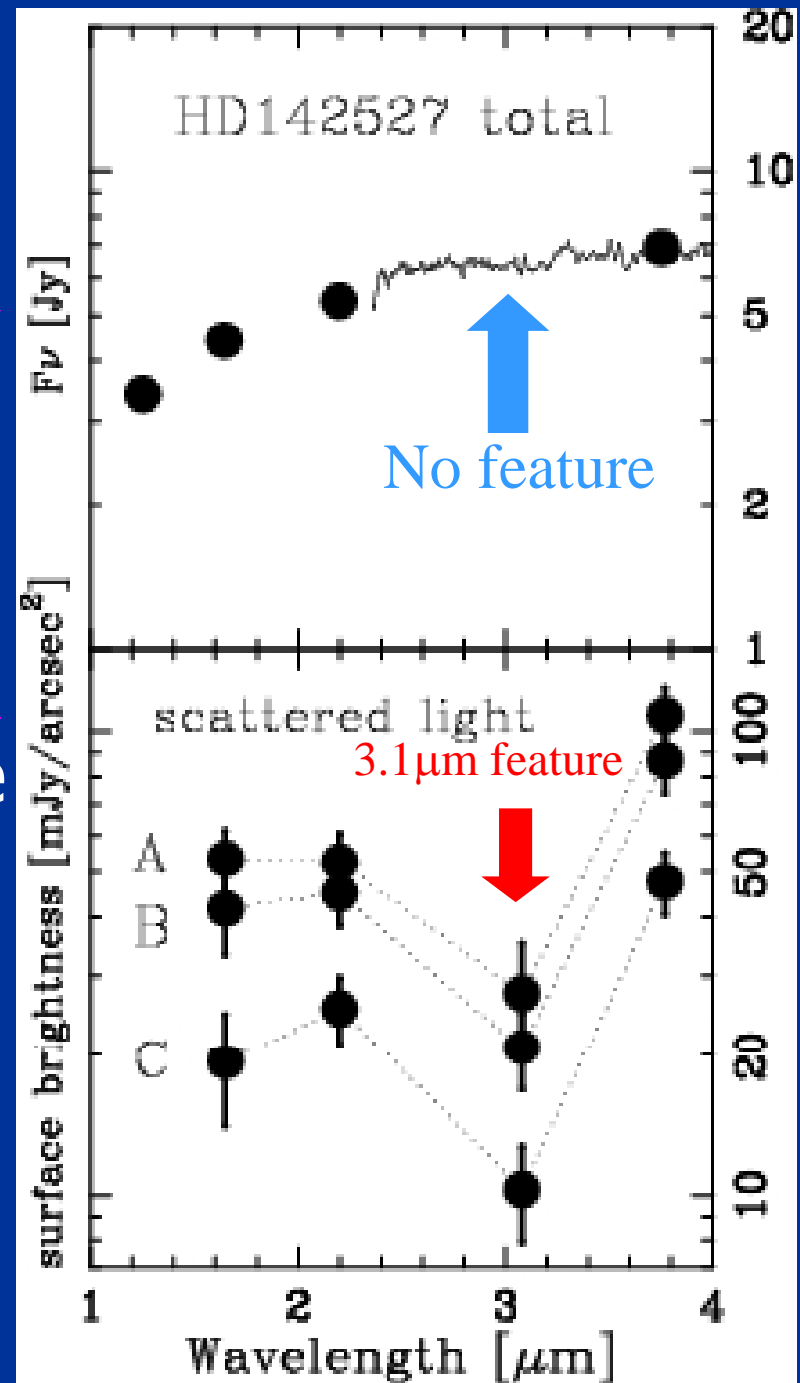 20
HD142527 total
10
Fν [Jy]
5
No feature
2
1
surface brightness [mJy/arcsec²]
scattered light
3.1μm feature
100
A
50
B
C
20
10
1 2 3 4
Wavelength [μm]